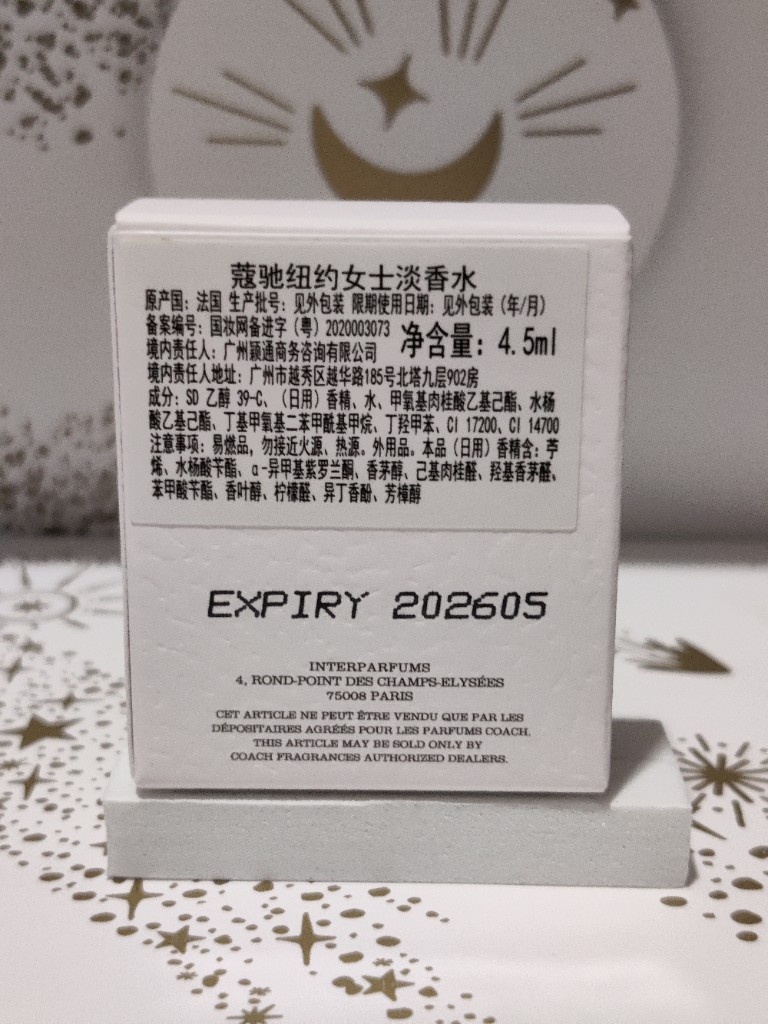 蔻驰纽约女士淡香水
原产国：法国 生产批号：见外包装 限期使用日期：见外包装（年/月）
备案编号：国妆网备进字（粤）2020003073
净含量：4.5ml
境内责任人：广州颖通商务咨询有限公司
境内责任人地址：广州市越秀区越华路185号北塔九层902房
成分：SD 乙醇 39-C、（日用）香精、水、甲氧基肉桂酸乙基己酯、水杨
酸乙基己酯、丁基甲氧基二苯甲酰基甲烷、丁羟甲苯、CI 17200、CI 14700
注意事项：易燃品，勿接近火源、热源。外用品。本品（日用）香精含：苧
烯、水杨酸苄酯、α-异甲基紫罗兰酮、香茅醇、己基肉桂醛、羟基香茅醛、
苯甲酸苄酯、香叶醇、柠檬醛、异丁香酚、芳樟醇
EXPIRY 202605
INTERPARFUMS
4, ROND-POINT DES CHAMPS-ELYSÉES
75008 PARIS
CET ARTICLE NE PEUT ÊTRE VENDU QUE PAR LES
DÉPOSITAIRES AGRÉÉS POUR LES PARFUMS COACH.
THIS ARTICLE MAY BE SOLD ONLY BY
COACH FRAGRANCES AUTHORIZED DEALERS.